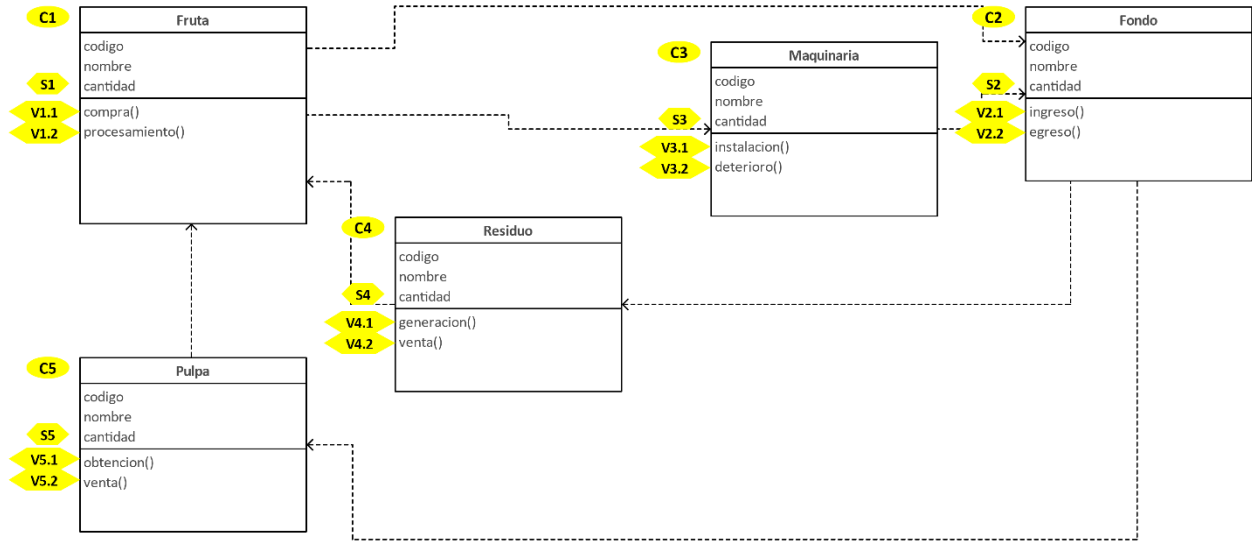 C1
Fruta
codigo
nombre
S1
cantidad
V1.1
compra()
V1.2
procesamiento()
C2
Fondo
codigo
nombre
S2
cantidad
V2.1
ingreso()
V2.2
egreso()
C3
Maquinaria
codigo
nombre
S3
cantidad
V3.1
instalacion()
V3.2
deterioro()
C4
Residuo
codigo
nombre
S4
cantidad
V4.1
generacion()
V4.2
venta()
C5
Pulpa
codigo
nombre
S5
cantidad
V5.1
obtencion()
V5.2
venta()